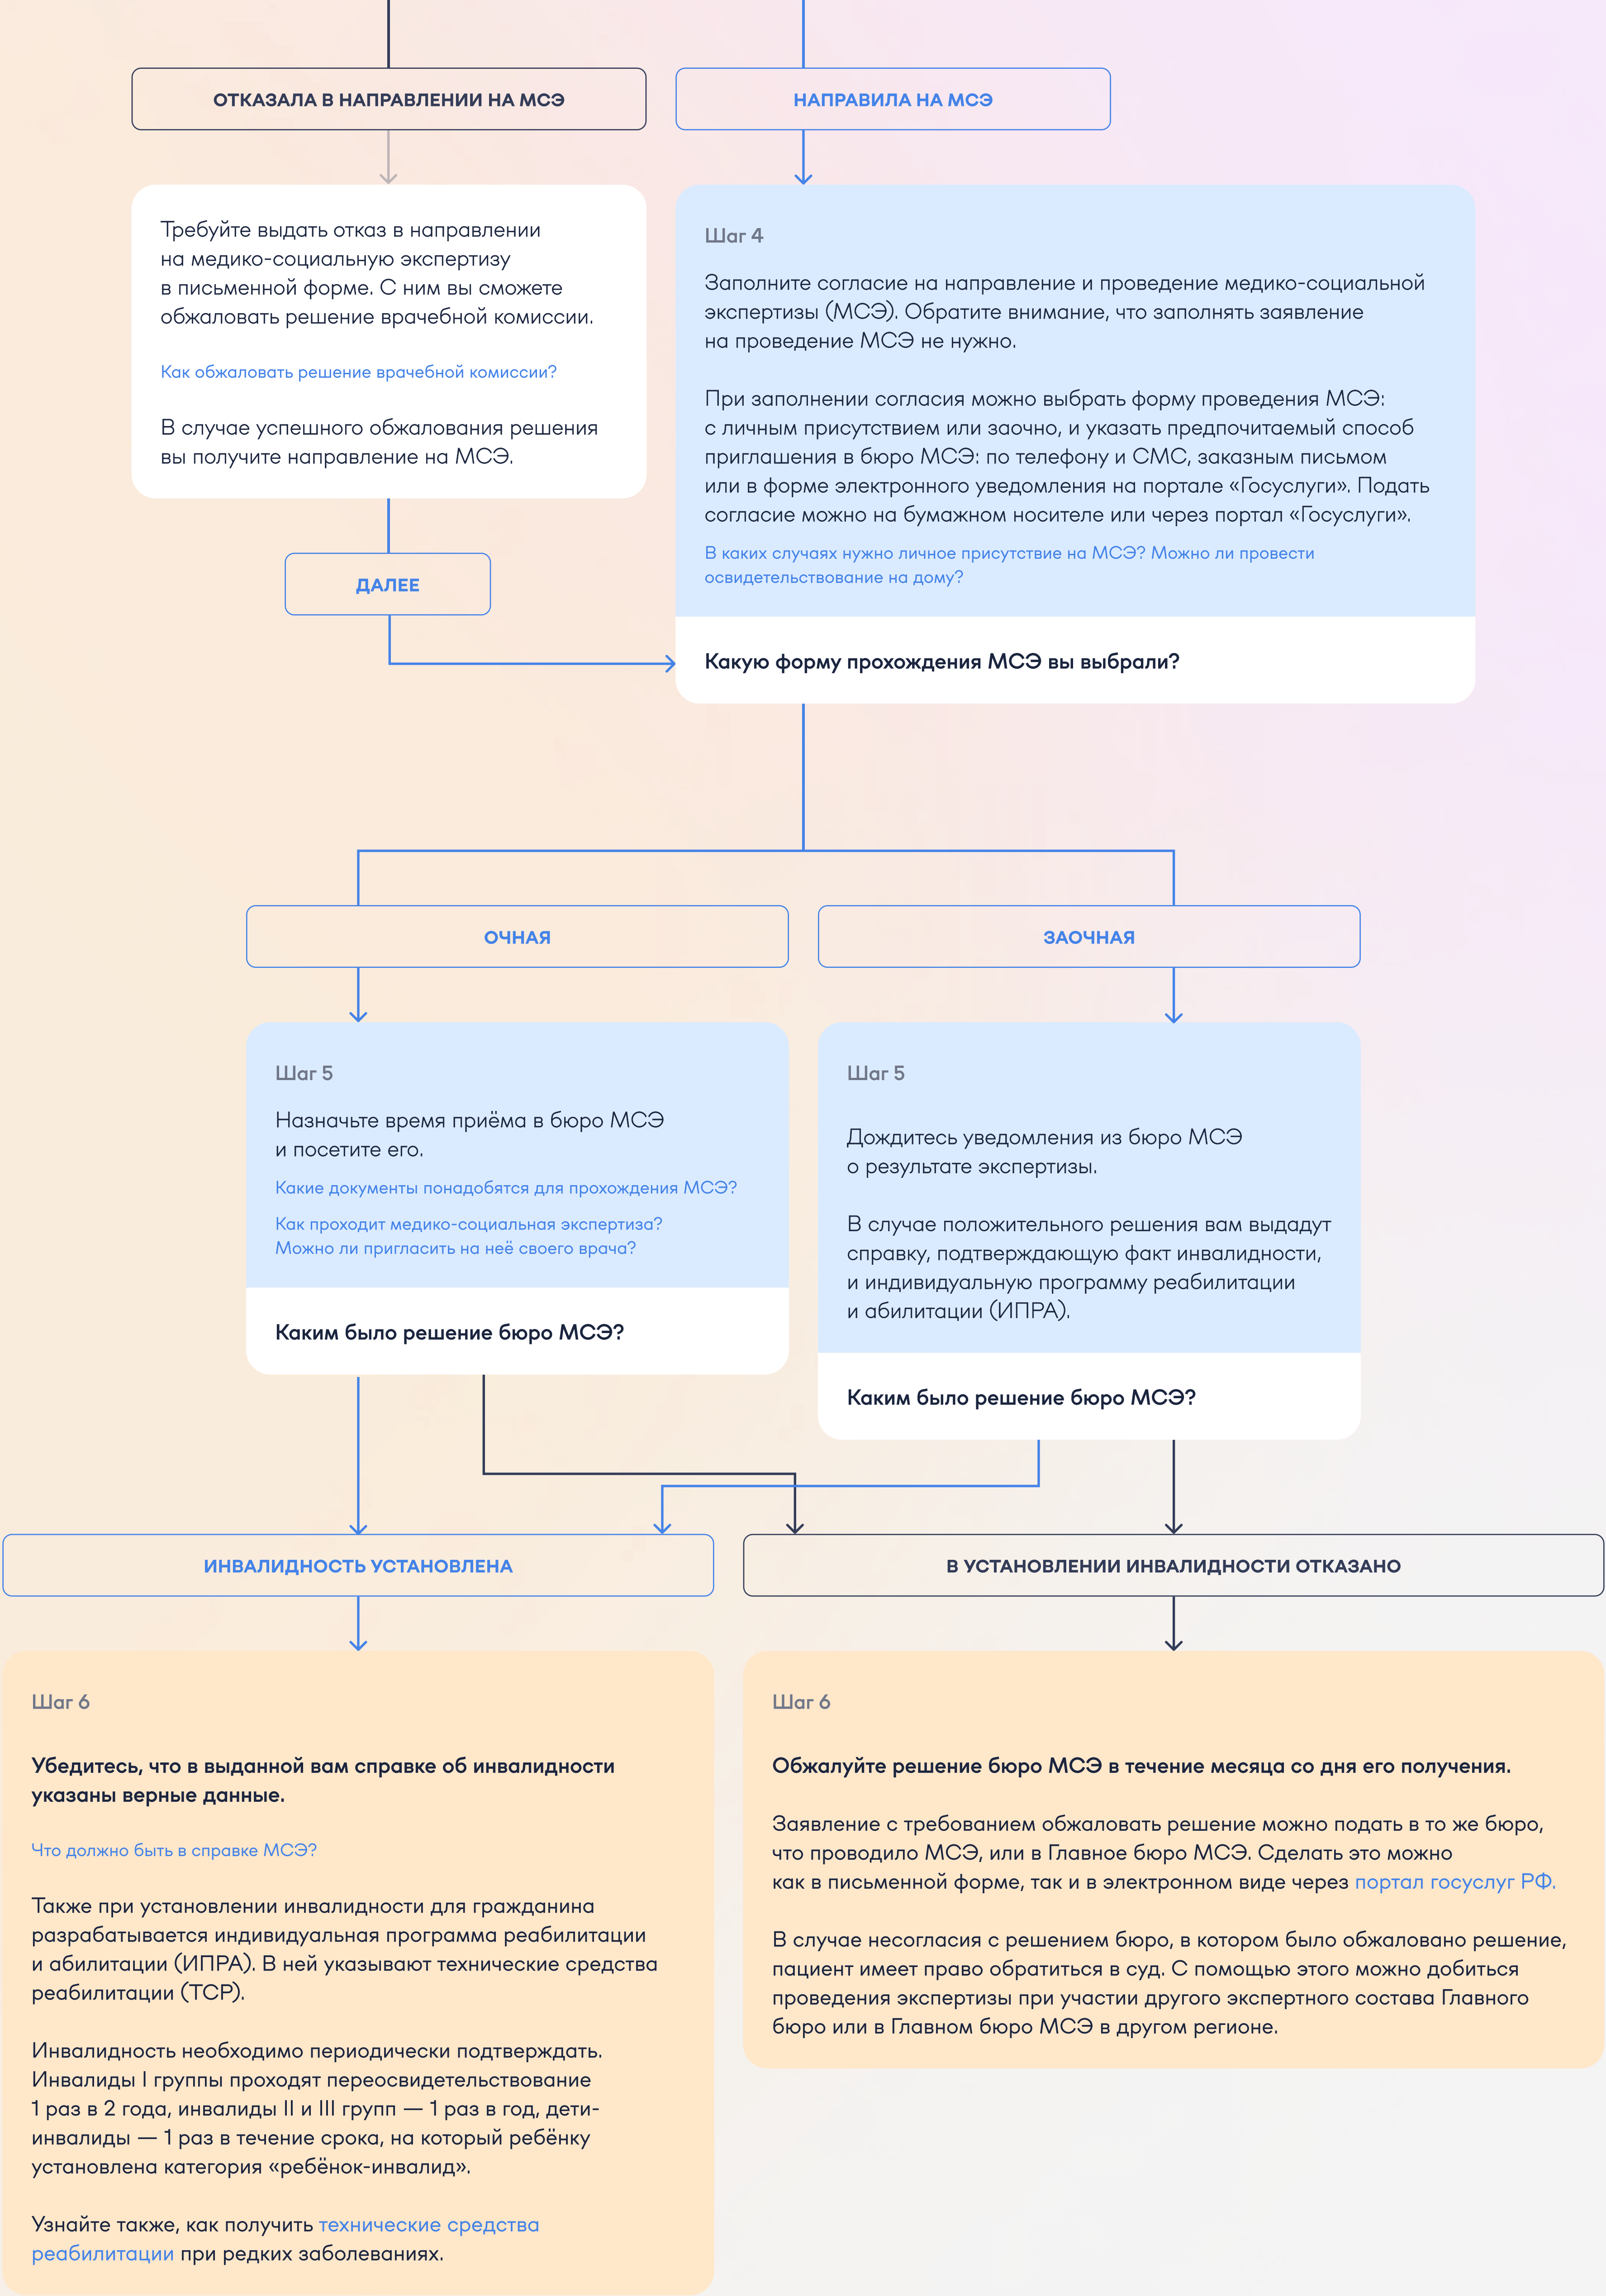 ОТКАЗАЛА В НАПРАВЛЕНИИ НА МСЭ
НАПРАВИЛА НА МСЭ
Требуйте выдать отказ в направлении
на медико-социальную экспертизу
в письменной форме. С ним вы сможете
обжаловать решение врачебной комиссии.
Как обжаловать решение врачебной комиссии?
В случае успешного обжалования решения
вы получите направление на МСЭ.
ДАЛЕЕ
Шаг 4
Заполните согласие на направление и проведение медико-социальной
экспертизы (МСЭ). Обратите внимание, что заполнять заявление
на проведение МСЭ не нужно.
При заполнении согласия можно выбрать форму проведения МСЭ:
с личным присутствием или заочно, и указать предпочитаемый способ
приглашения в бюро МСЭ: по телефону и СМС, заказным письмом
или в форме электронного уведомления на портале «Госуслуги». Подать
согласие можно на бумажном носителе или через портал «Госуслуги».
В каких случаях нужно личное присутствие на МСЭ? Можно ли провести
освидетельствование на дому?
Какую форму прохождения МСЭ вы выбрали?
ОЧНАЯ
ЗАОЧНАЯ
Шаг 5
Назначьте время приёма в бюро МСЭ
и посетите его.
Какие документы понадобятся для прохождения МСЭ?
Как проходит медико-социальная экспертиза?
Можно ли пригласить на неё своего врача?
Каким было решение бюро МСЭ?
Шаг 5
Дождитесь уведомления из бюро МСЭ
о результате экспертизы.
В случае положительного решения вам выдадут
справку, подтверждающую факт инвалидности,
и индивидуальную программу реабилитации
и абилитации (ИПРА).
Каким было решение бюро МСЭ?
ИНВАЛИДНОСТЬ УСТАНОВЛЕНА
В УСТАНОВЛЕНИИ ИНВАЛИДНОСТИ ОТКАЗАНО
Шаг 6
Убедитесь, что в выданной вам справке об инвалидности
указаны верные данные.
Что должно быть в справке МСЭ?
Также при установлении инвалидности для гражданина
разрабатывается индивидуальная программа реабилитации
и абилитации (ИПРА). В ней указывают технические средства
реабилитации (ТСР).
Инвалидность необходимо периодически подтверждать.
Инвалиды I группы проходят переосвидетельствование
1 раз в 2 года, инвалиды II и III групп — 1 раз в год, дети-
инвалиды — 1 раз в течение срока, на который ребёнку
установлена категория «ребёнок-инвалид».
Узнайте также, как получить технические средства
реабилитации при редких заболеваниях.
Шаг 6
Обжалуйте решение бюро МСЭ в течение месяца со дня его получения.
Заявление с требованием обжаловать решение можно подать в то же бюро,
что проводило МСЭ, или в Главное бюро МСЭ. Сделать это можно
как в письменной форме, так и в электронном виде через портал госуслуг РФ.
В случае несогласия с решением бюро, в котором было обжаловано решение,
пациент имеет право обратиться в суд. С помощью этого можно добиться
проведения экспертизы при участии другого экспертного состава Главного
бюро или в Главном бюро МСЭ в другом регионе.